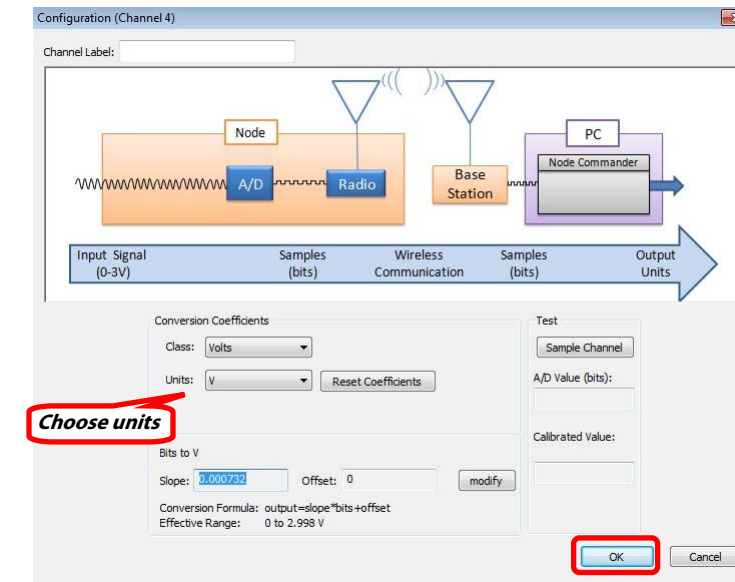 Configuration (Channel 4)
Channel Label:
Node
PC
Node Commander
A/D
Radio
Base
Station
Input Signal
(0-3V)
Samples
(bits)
Wireless
Communication
Samples
(bits)
Output
Units
Conversion Coefficients
Class: Volts
Units: V
Reset Coefficients
Choose units
Bits to V
Slope: 0.000732
Offset: 0
modify
Conversion Formula: output=slope*bits+offset
Effective Range: 0 to 2.998 V
Test
Sample Channel
A/D Value (bits):
Calibrated Value:
OK
Cancel